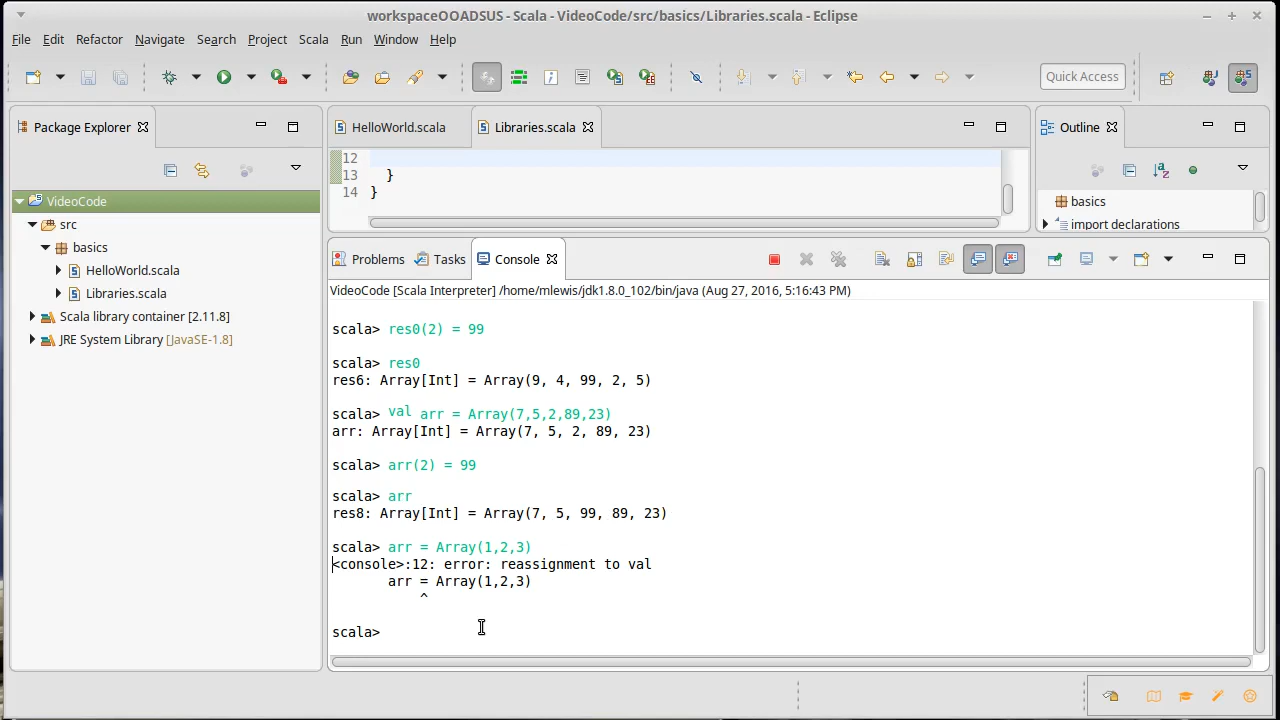 workspaceOOADSUS - Scala - VideoCode/src/basics/Libraries.scala - Eclipse
File Edit Refactor Navigate Search Project Scala Run Window Help
Quick Access
Package Explorer
HelloWorld.scala
Libraries.scala
Outline
12
13 }
14 }
VideoCode
src
basics
HelloWorld.scala
Libraries.scala
Scala library container [2.11.8]
JRE System Library [JavaSE-1.8]
basics
import declarations
Problems Tasks Console
VideoCode [Scala Interpreter] /home/mlewis/jdk1.8.0_102/bin/java (Aug 27, 2016, 5:16:43 PM)
scala> res0(2) = 99
scala> res0
res6: Array[Int] = Array(9, 4, 99, 2, 5)
scala> val arr = Array(7,5,2,89,23)
arr: Array[Int] = Array(7, 5, 2, 89, 23)
scala> arr(2) = 99
scala> arr
res8: Array[Int] = Array(7, 5, 99, 89, 23)
scala> arr = Array(1,2,3)
<console>:12: error: reassignment to val
arr = Array(1,2,3)
^
scala>